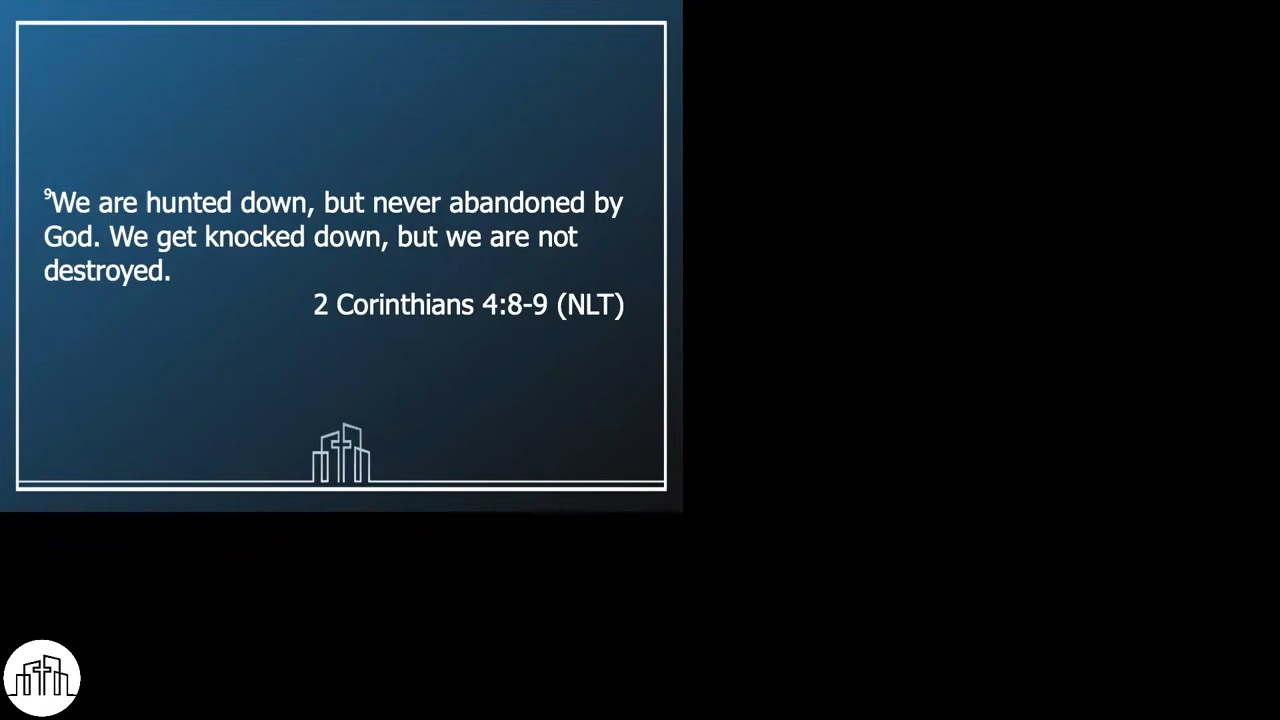 ⁹We are hunted down, but never abandoned by
God. We get knocked down, but we are not
destroyed.
2 Corinthians 4:8-9 (NLT)